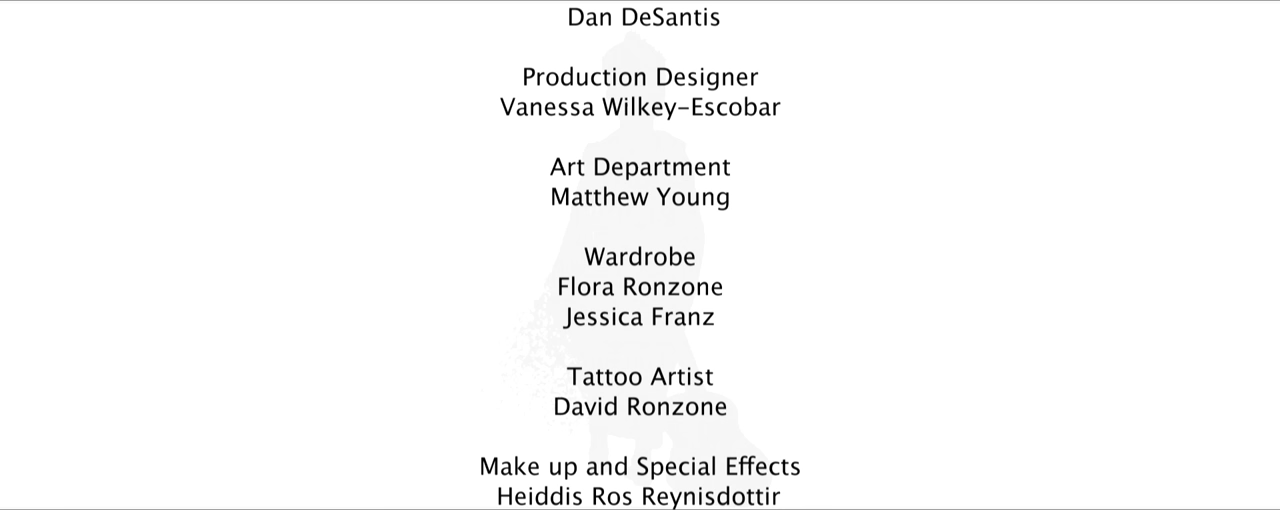 Dan DeSantis
Production Designer
Vanessa Wilkey-Escobar
Art Department
Matthew Young
Wardrobe
Flora Ronzone
Jessica Franz
Tattoo Artist
David Ronzone
Make up and Special Effects
Heiddis Ros Reynisdottir